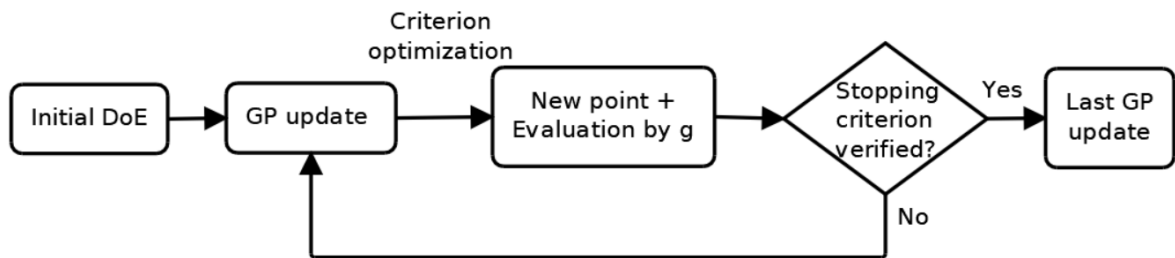 Initial DoE
GP update
Criterion
optimization
New point +
Evaluation by g
Stopping
criterion
verified?
Yes
No
Last GP
update